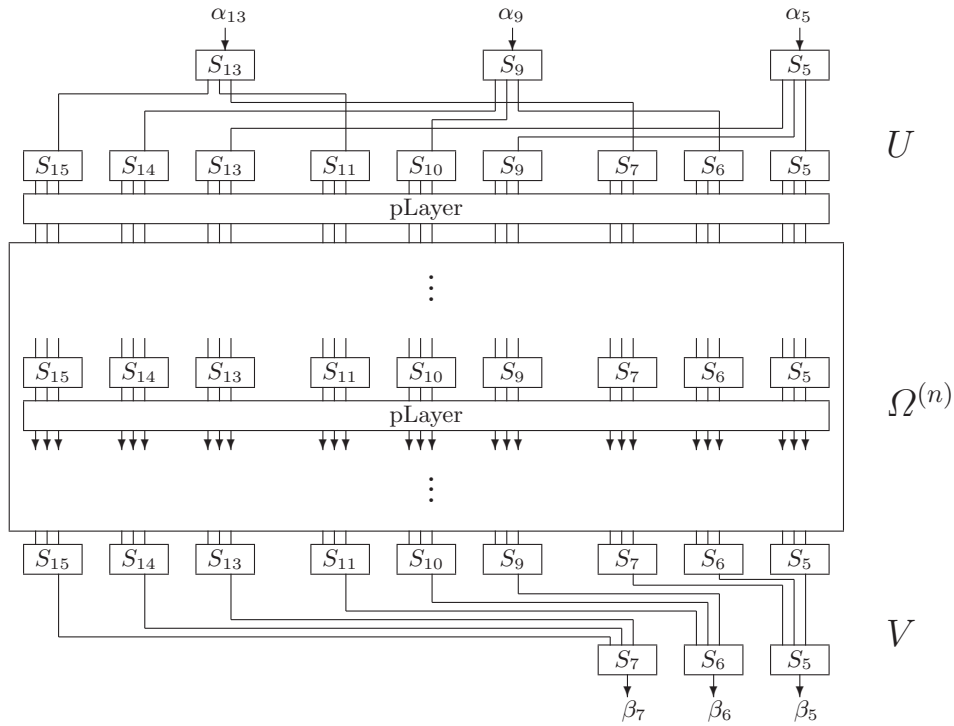 α13 α9 α5
S13 S9 S5
U
S15 S14 S13 S11 S10 S9 S7 S6 S5
pLayer
⋮
S15 S14 S13 S11 S10 S9 S7 S6 S5
Ω(n)
pLayer
⋮
S15 S14 S13 S11 S10 S9 S7 S6 S5
V
S7 S6 S5
β7 β6 β5